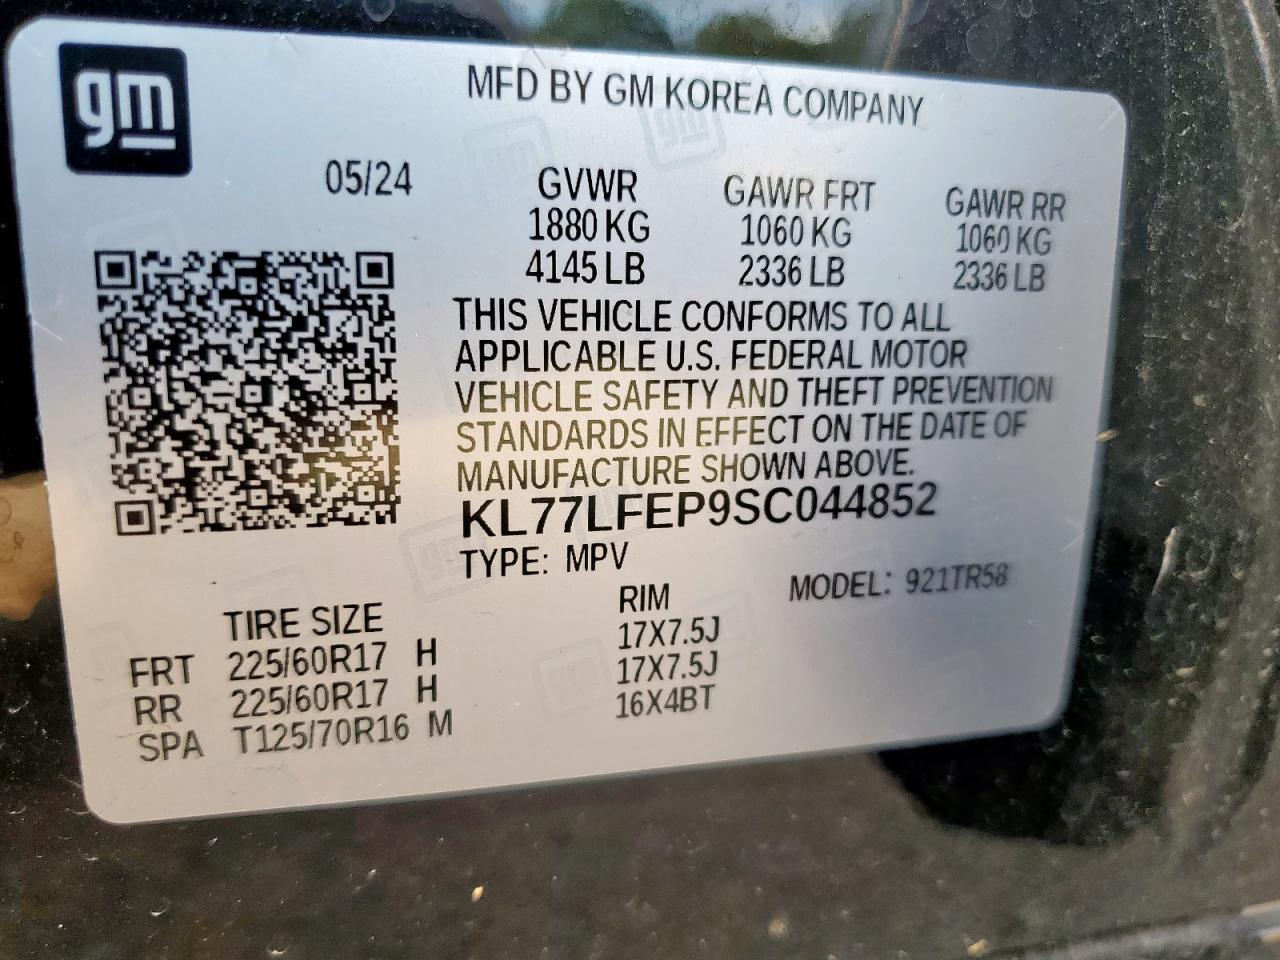 gm
MFD BY GM KOREA COMPANY
05/24 GVWR GAWR FRT GAWR RR
1880 KG 1060 KG 1060 KG
4145 LB 2336 LB 2336 LB
THIS VEHICLE CONFORMS TO ALL
APPLICABLE U.S. FEDERAL MOTOR
VEHICLE SAFETY AND THEFT PREVENTION
STANDARDS IN EFFECT ON THE DATE OF
MANUFACTURE SHOWN ABOVE.
KL77LFEP9SC044852
TYPE: MPV MODEL: 921TR58
TIRE SIZE RIM
FRT 225/60R17 H 17X7.5J
RR 225/60R17 H 17X7.5J
SPA T125/70R16 M 16X4BT